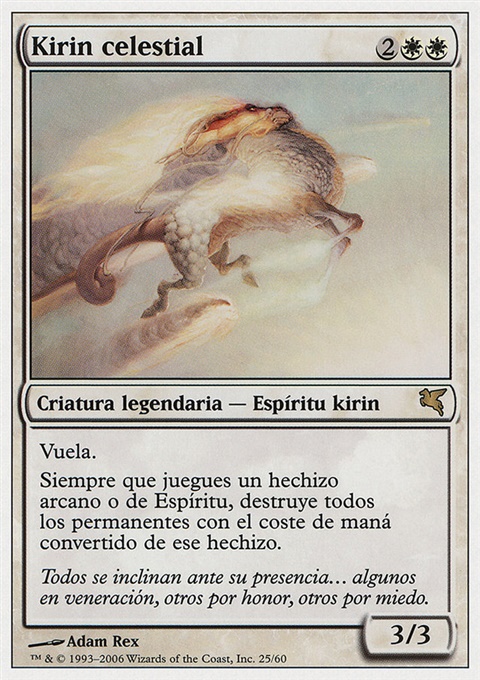 Kirin celestial 2
Criatura legendaria — Espíritu kirin
Vuela.
Siempre que juegues un hechizo
arcano o de Espíritu, destruye todos
los permanentes con el coste de maná
convertido de ese hechizo.
Todos se inclinan ante su presencia… algunos
en veneración, otros por honor, otros por miedo.
Adam Rex
3/3
™ & © 1993–2006 Wizards of the Coast, Inc. 25/60